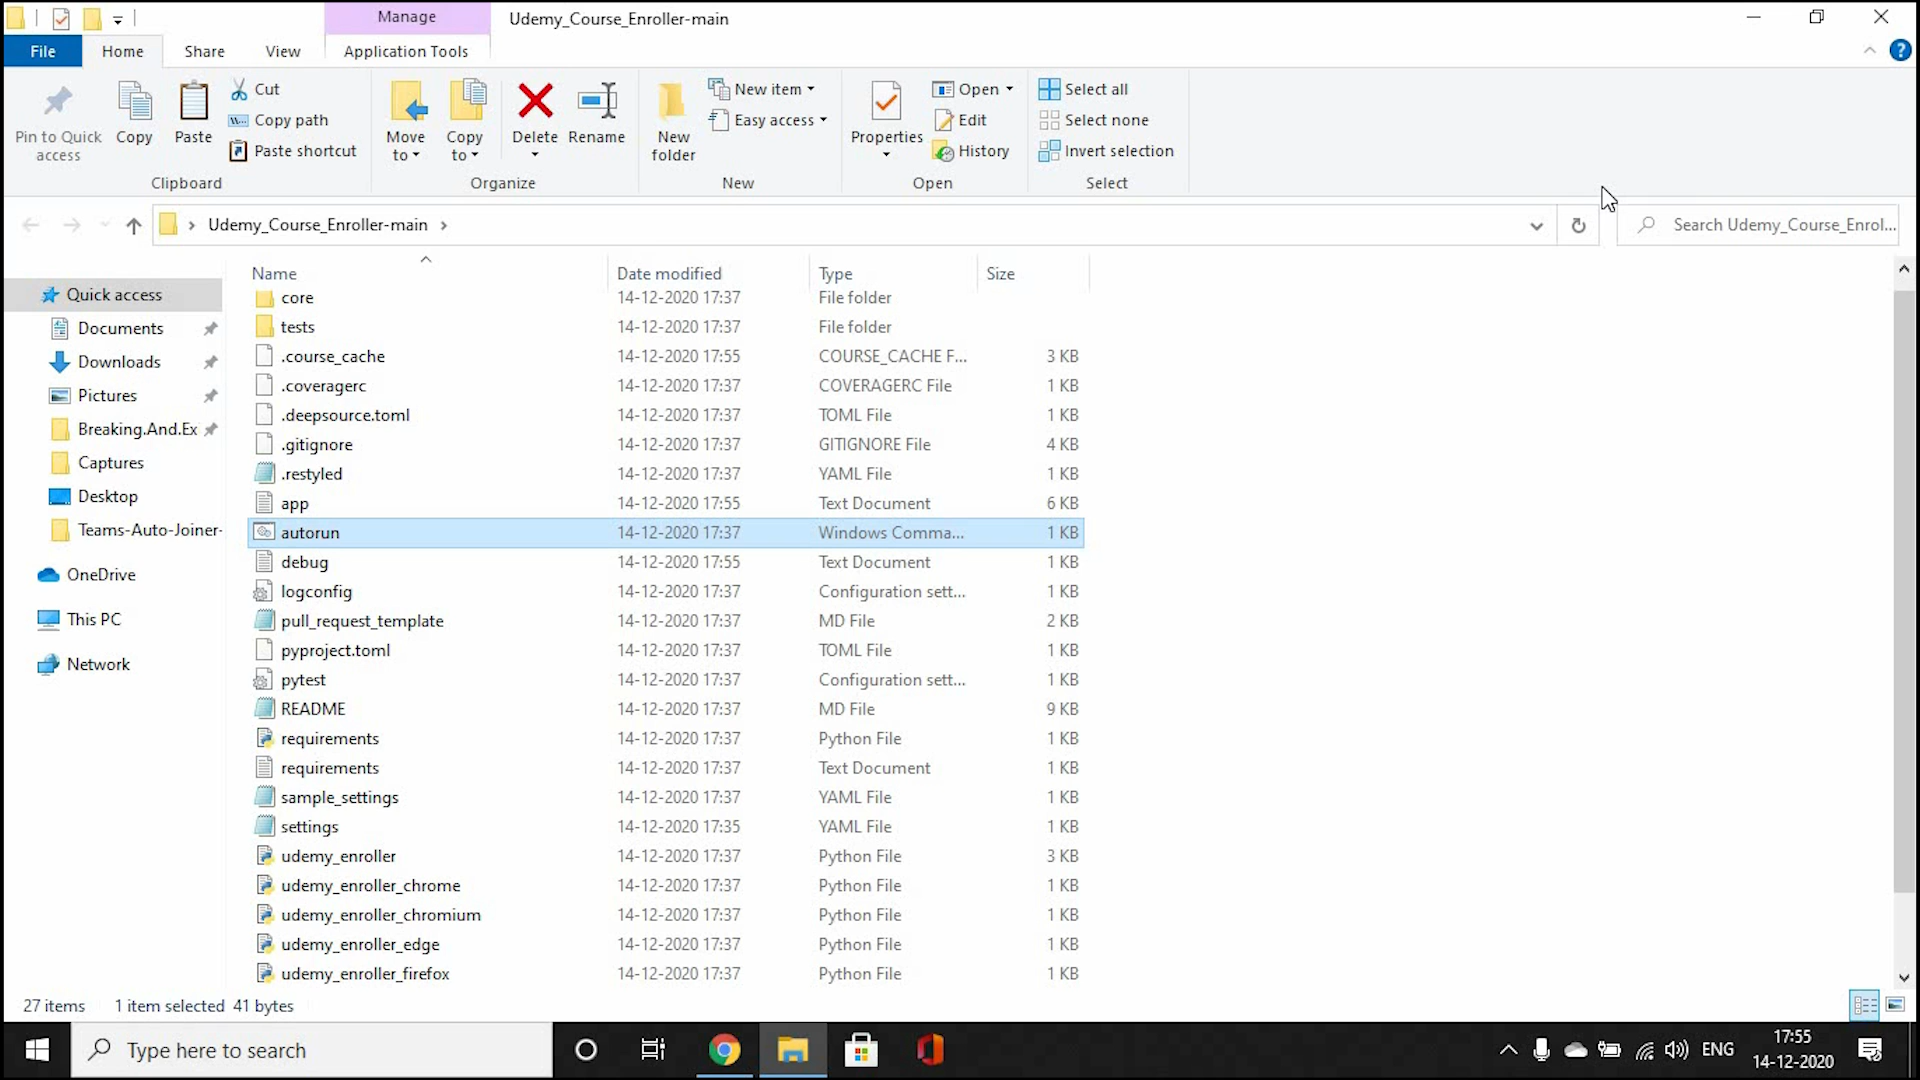 Manage
Udemy_Course_Enroller-main
File
Home
Share
View
Application Tools
Pin to Quick access
Copy
Paste
Cut
Copy path
Paste shortcut
Clipboard
Move to
Copy to
Delete
Rename
Organize
New folder
New item
Easy access
New
Properties
Open
Edit
History
Open
Select all
Select none
Invert selection
Select
Udemy_Course_Enroller-main
Search Udemy_Course_Enrol...
Quick access
Documents
Downloads
Pictures
Breaking.And.Ex
Captures
Desktop
Teams-Auto-Joiner-
OneDrive
This PC
Network
Name Date modified Type Size
core 14-12-2020 17:37 File folder
tests 14-12-2020 17:37 File folder
.course_cache 14-12-2020 17:55 COURSE_CACHE F... 3 KB
.coveragerc 14-12-2020 17:37 COVERAGERC File 1 KB
.deepsource.toml 14-12-2020 17:37 TOML File 1 KB
.gitignore 14-12-2020 17:37 GITIGNORE File 4 KB
.restyled 14-12-2020 17:37 YAML File 1 KB
app 14-12-2020 17:55 Text Document 6 KB
autorun 14-12-2020 17:37 Windows Comma... 1 KB
debug 14-12-2020 17:55 Text Document 1 KB
logconfig 14-12-2020 17:37 Configuration sett... 1 KB
pull_request_template 14-12-2020 17:37 MD File 2 KB
pyproject.toml 14-12-2020 17:37 TOML File 1 KB
pytest 14-12-2020 17:37 Configuration sett... 1 KB
README 14-12-2020 17:37 MD File 9 KB
requirements 14-12-2020 17:37 Python File 1 KB
requirements 14-12-2020 17:37 Text Document 1 KB
sample_settings 14-12-2020 17:37 YAML File 1 KB
settings 14-12-2020 17:35 YAML File 1 KB
udemy_enroller 14-12-2020 17:37 Python File 3 KB
udemy_enroller_chrome 14-12-2020 17:37 Python File 1 KB
udemy_enroller_chromium 14-12-2020 17:37 Python File 1 KB
udemy_enroller_edge 14-12-2020 17:37 Python File 1 KB
udemy_enroller_firefox 14-12-2020 17:37 Python File 1 KB
27 items 1 item selected 41 bytes
Type here to search
ENG
17:55
14-12-2020